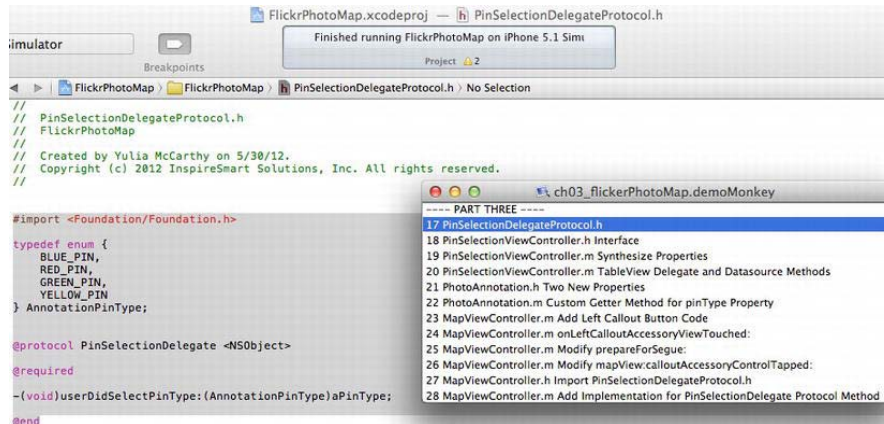 FlickrPhotoMap.xcodeproj — h PinSelectionDelegateProtocol.h
Simulator
Finished running FlickrPhotoMap on iPhone 5.1 Simu
Project 2
Breakpoints
FlickrPhotoMap FlickrPhotoMap h PinSelectionDelegateProtocol.h No Selection
//
// PinSelectionDelegateProtocol.h
// FlickrPhotoMap
//
// Created by Yulia McCarthy on 5/30/12.
// Copyright (c) 2012 InspireSmart Solutions, Inc. All rights reserved.
//
#import <Foundation/Foundation.h>
typedef enum {
BLUE_PIN,
RED_PIN,
GREEN_PIN,
YELLOW_PIN
} AnnotationPinType;
@protocol PinSelectionDelegate <NSObject>
@required
-(void)userDidSelectPinType:(AnnotationPinType)aPinType;
@end
ch03_flickerPhotoMap.demoMonkey
---- PART THREE ----
17 PinSelectionDelegateProtocol.h
18 PinSelectionViewController.h Interface
19 PinSelectionViewController.m Synthesize Properties
20 PinSelectionViewController.m TableView Delegate and Datasource Methods
21 PhotoAnnotation.h Two New Properties
22 PhotoAnnotation.m Custom Getter Method for pinType Property
23 MapViewController.m Add Left Callout Button Code
24 MapViewController.m onLeftCalloutAccessoryViewTouched:
25 MapViewController.m Modify prepareForSegue:
26 MapViewController.m Modify mapView:calloutAccessoryControlTapped:
27 MapViewController.h Import PinSelectionDelegateProtocol.h
28 MapViewController.m Add Implementation for PinSelectionDelegate Protocol Method